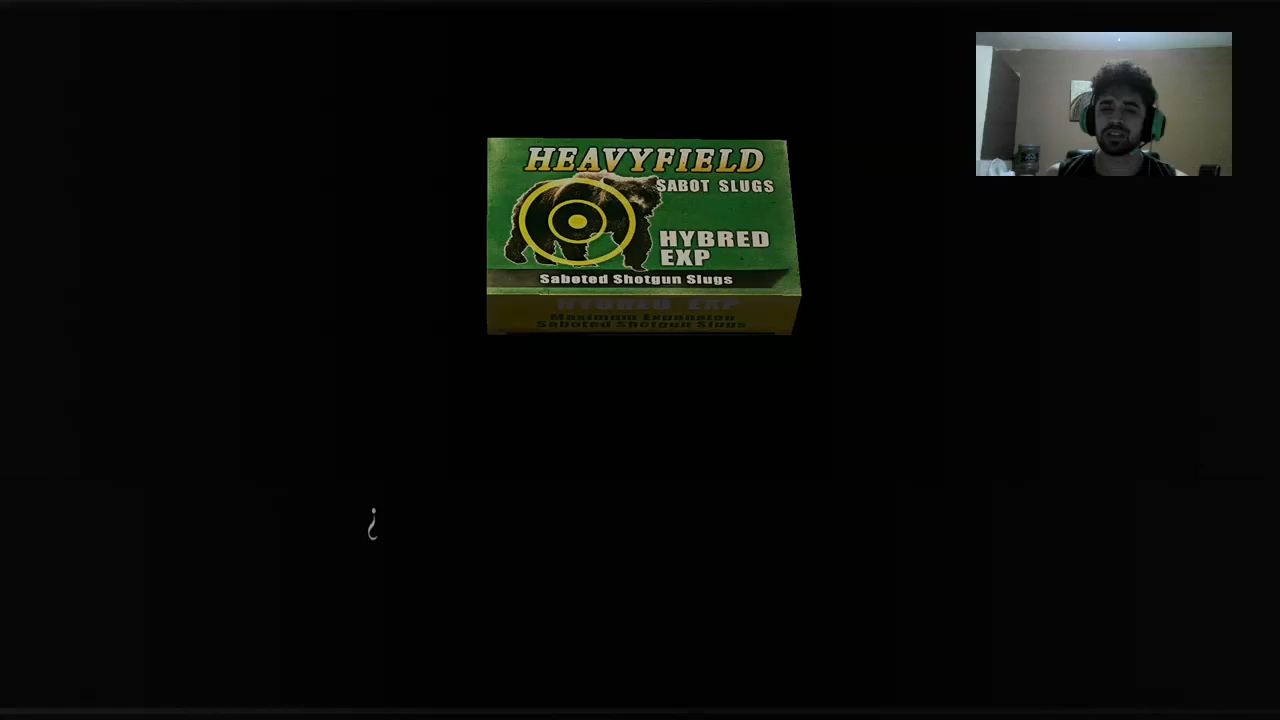 HEAVYFIELD
SABOT SLUGS
HYBRED
EXP
Saboted Shotgun Slugs
HYBRED EXP
Maximum Expansion
Saboted Shotgun Slugs
¿